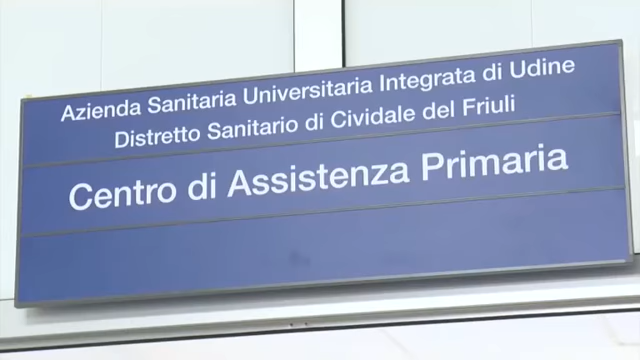 Azienda Sanitaria Universitaria Integrata di Udine
Distretto Sanitario di Cividale del Friuli
Centro di Assistenza Primaria